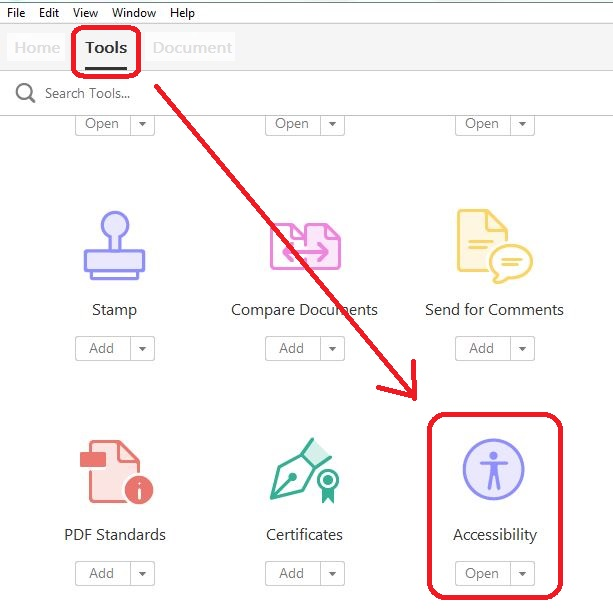 File Edit View Window Help
Home Tools Document
Search Tools...
Open Open Open
Stamp Compare Documents Send for Comments
Add Add Add
PDF Standards Certificates Accessibility
Add Add Open